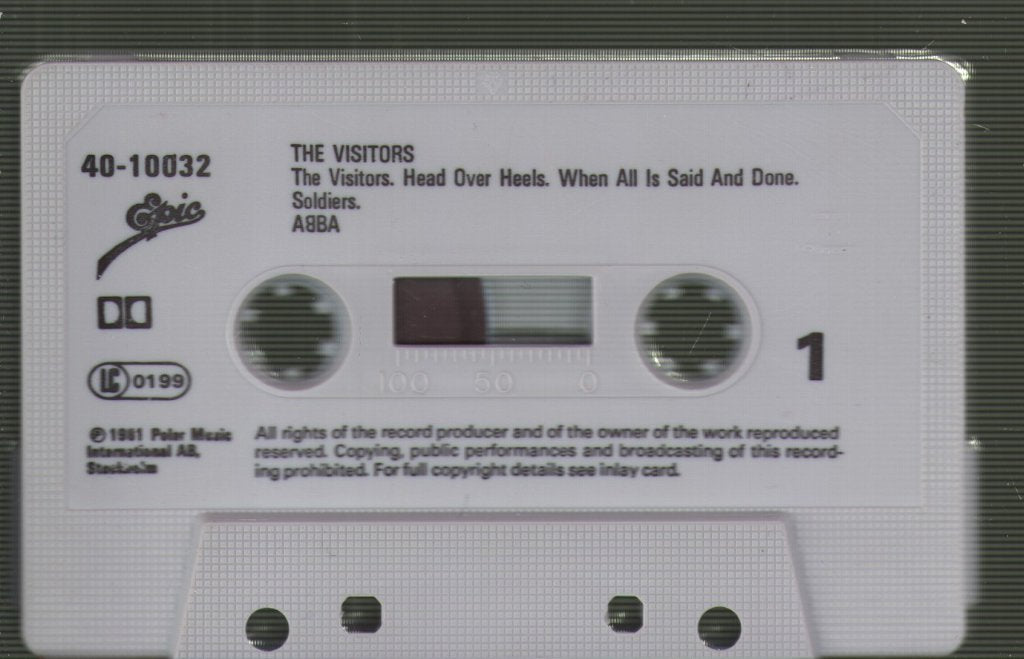 40-10032
THE VISITORS
The Visitors. Head Over Heels. When All Is Said And Done.
Soldiers.
ABBA
Epic
LC 0199
1
100 50 0
℗ 1981 Polar Music
International AB,
Stockholm
All rights of the record producer and of the owner of the work reproduced
reserved. Copying, public performances and broadcasting of this record-
ing prohibited. For full copyright details see inlay card.